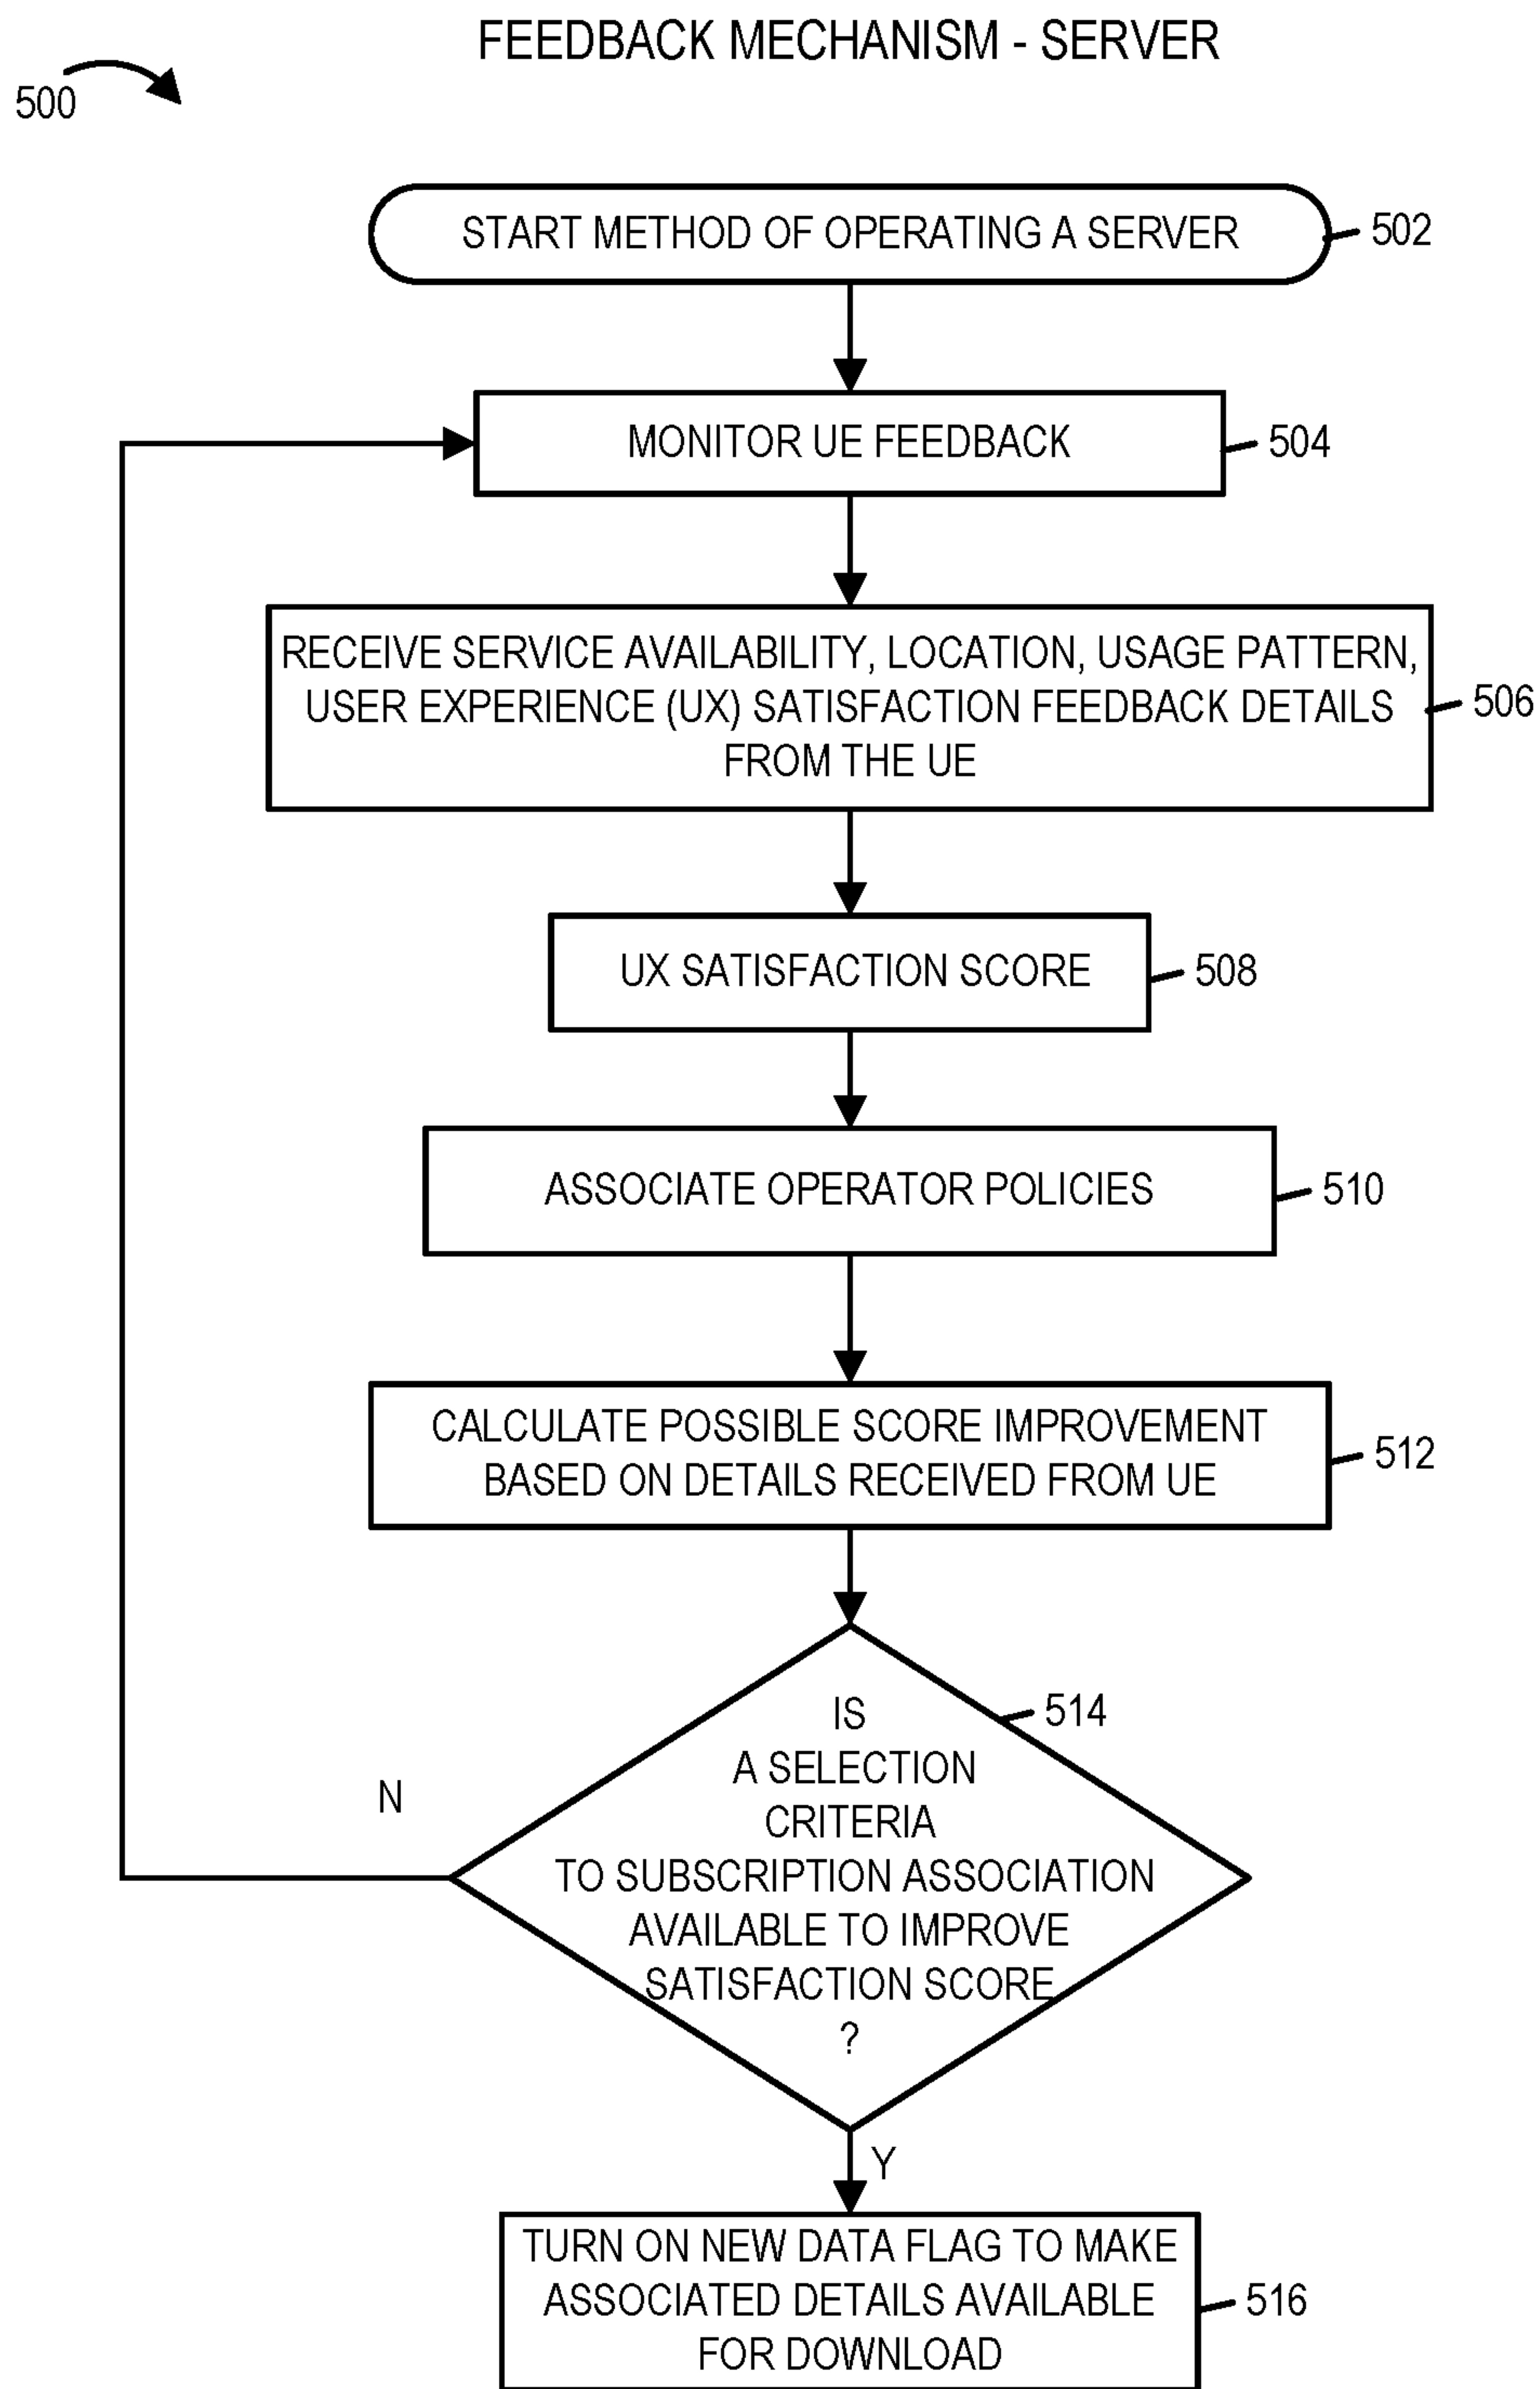 FEEDBACK MECHANISM - SERVER
500
START METHOD OF OPERATING A SERVER
502
MONITOR UE FEEDBACK
504
RECEIVE SERVICE AVAILABILITY, LOCATION, USAGE PATTERN,
USER EXPERIENCE (UX) SATISFACTION FEEDBACK DETAILS
FROM THE UE
506
UX SATISFACTION SCORE
508
ASSOCIATE OPERATOR POLICIES
510
CALCULATE POSSIBLE SCORE IMPROVEMENT
BASED ON DETAILS RECEIVED FROM UE
512
IS
A SELECTION
CRITERIA
TO SUBSCRIPTION ASSOCIATION
AVAILABLE TO IMPROVE
SATISFACTION SCORE
?
514
N
Y
TURN ON NEW DATA FLAG TO MAKE
ASSOCIATED DETAILS AVAILABLE
FOR DOWNLOAD
516